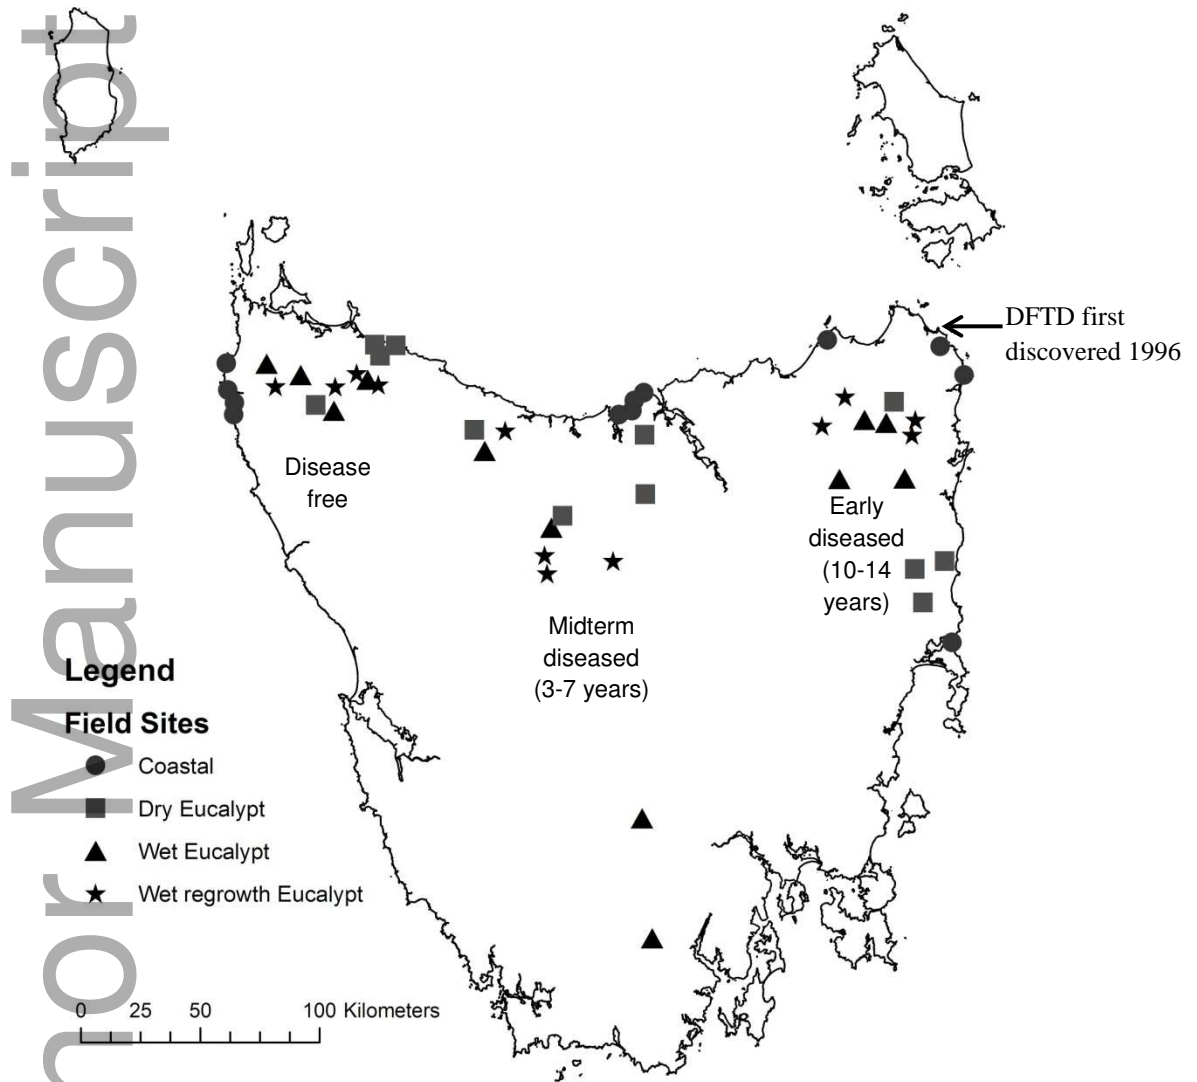 DFTD first
discovered 1996
Disease
free
Early
diseased
(10-14
years)
Midterm
diseased
(3-7 years)
Legend
Field Sites
Coastal
Dry Eucalypt
Wet Eucalypt
Wet regrowth Eucalypt
0 25 50 100 Kilometers
nor Manuscript